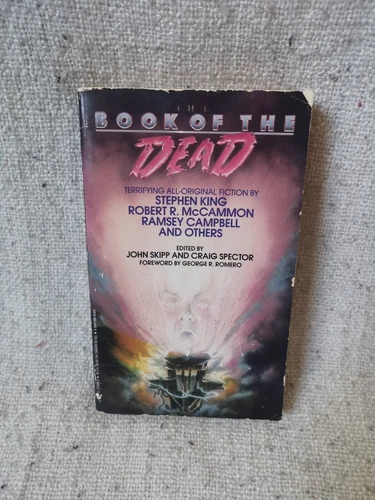 BOOK OF THE
DEAD
TERRIFYING ALL-ORIGINAL FICTION BY
STEPHEN KING
ROBERT R. McCAMMON
RAMSEY CAMPBELL
AND OTHERS
EDITED BY
JOHN SKIPP AND CRAIG SPECTOR
FOREWORD BY GEORGE R. ROMERO